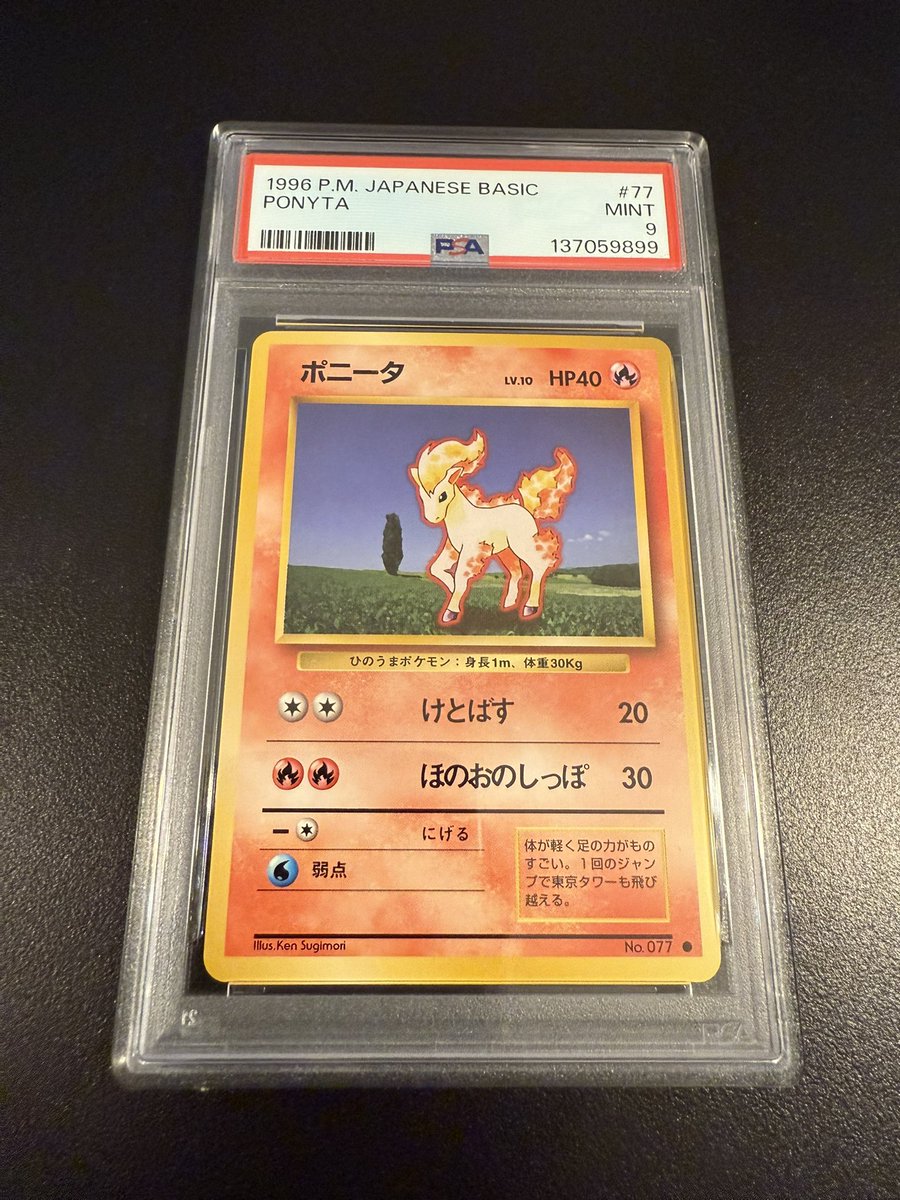 1996 P.M. JAPANESE BASIC #77
PONYTA MINT
9
PSA 137059899
ポニータ LV.10 HP40
ひのうまポケモン：身長1m、体重30Kg
けとばす 20
ほのおのしっぽ 30
にげる
弱点
体が軽く足の力がもの
すごい。1回のジャン
プで東京タワーも飛び
越える。
Illus.Ken Sugimori No.077 ●